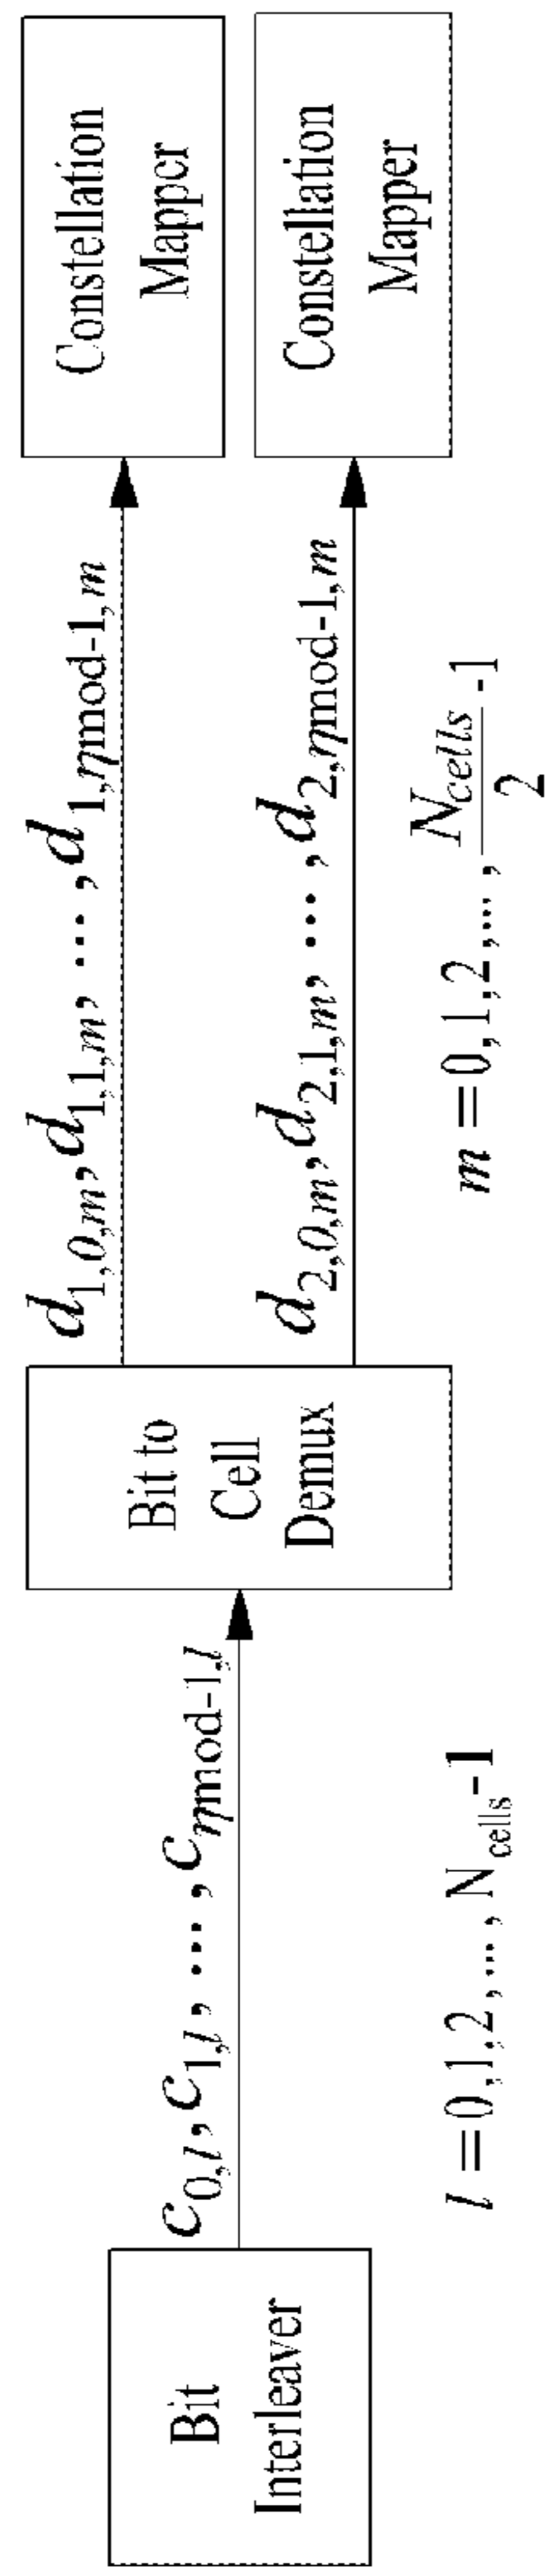 Bit
Interleaver
c0,l,c1,l,…,cηmod-1,l
l=0,1,2,...,Ncells-1
Bit to
Cell
Demux
d1,0,m,d1,1,m,…,d1,ηmod-1,m
d2,0,m,d2,1,m,…,d2,ηmod-1,m
m=0,1,2,...,Ncells/2-1
Constellation
Mapper
Constellation
Mapper